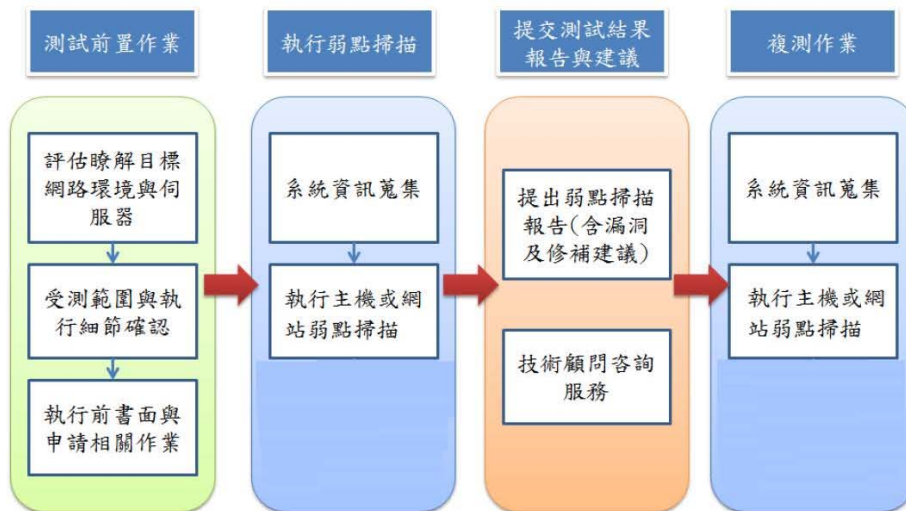 測試前置作業
執行弱點掃描
提交測試結果
報告與建議
複測作業
評估瞭解目標
網路環境與伺
服器
受測範圍與執
行細節確認
執行前書面與
申請相關作業
系統資訊蒐集
執行主機或網
站弱點掃描
提出弱點掃描
報告(含漏洞
及修補建議)
技術顧問咨詢
服務
系統資訊蒐集
執行主機或網
站弱點掃描